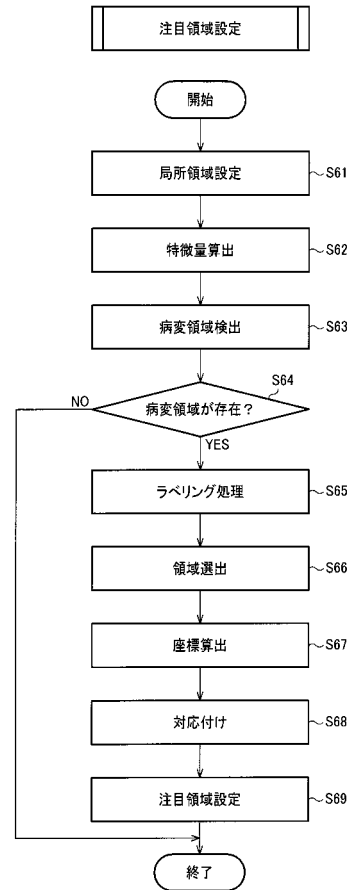 注目領域設定
開始
局所領域設定 S61
特徴量算出 S62
病変領域検出 S63
S64
病変領域が存在？
NO
YES
ラベリング処理 S65
領域選出 S66
座標算出 S67
対応付け S68
注目領域設定 S69
終了